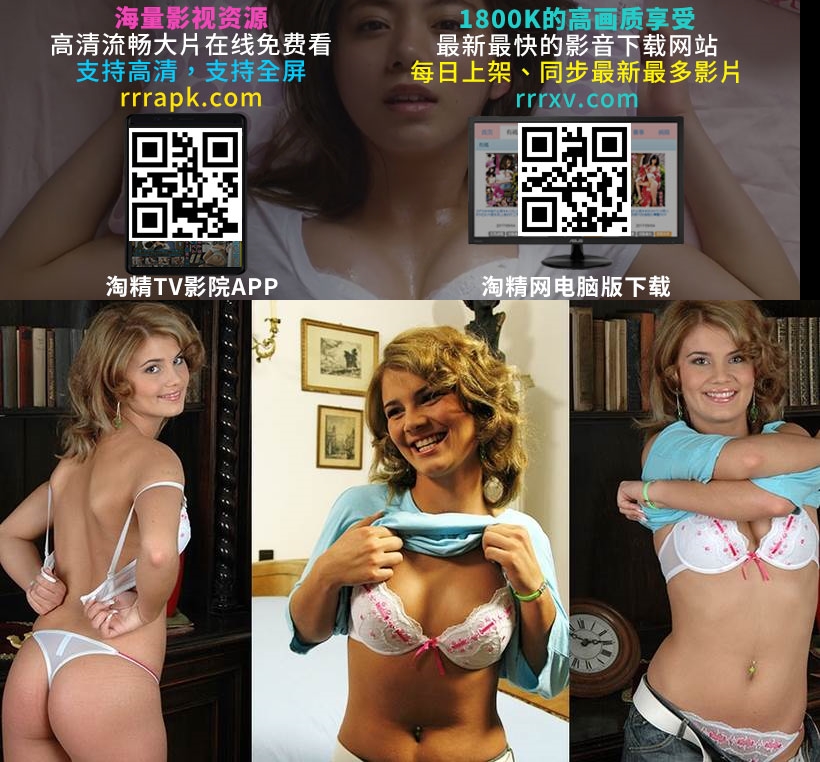 海量影视资源
高清流畅大片在线免费看
支持高清，支持全屏
rrrapk.com
淘精TV影院APP
1800K的高画质享受
最新最快的影音下载网站
每日上架、同步最新最多影片
rrrxv.com
淘精网电脑版下载